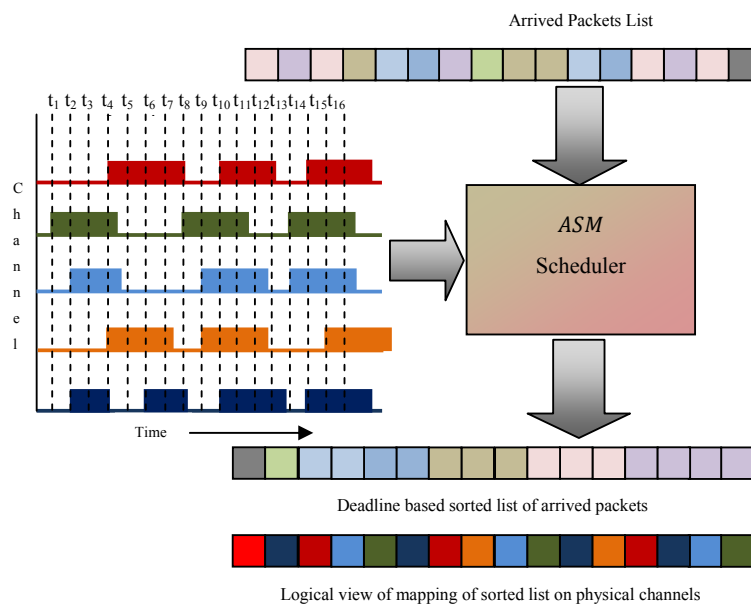 Arrived Packets List
t1 t2 t3 t4 t5 t6 t7 t8 t9 t10 t11 t12 t13 t14 t15 t16
Channel
ASM
Scheduler
Time
Deadline based sorted list of arrived packets
Logical view of mapping of sorted list on physical channels